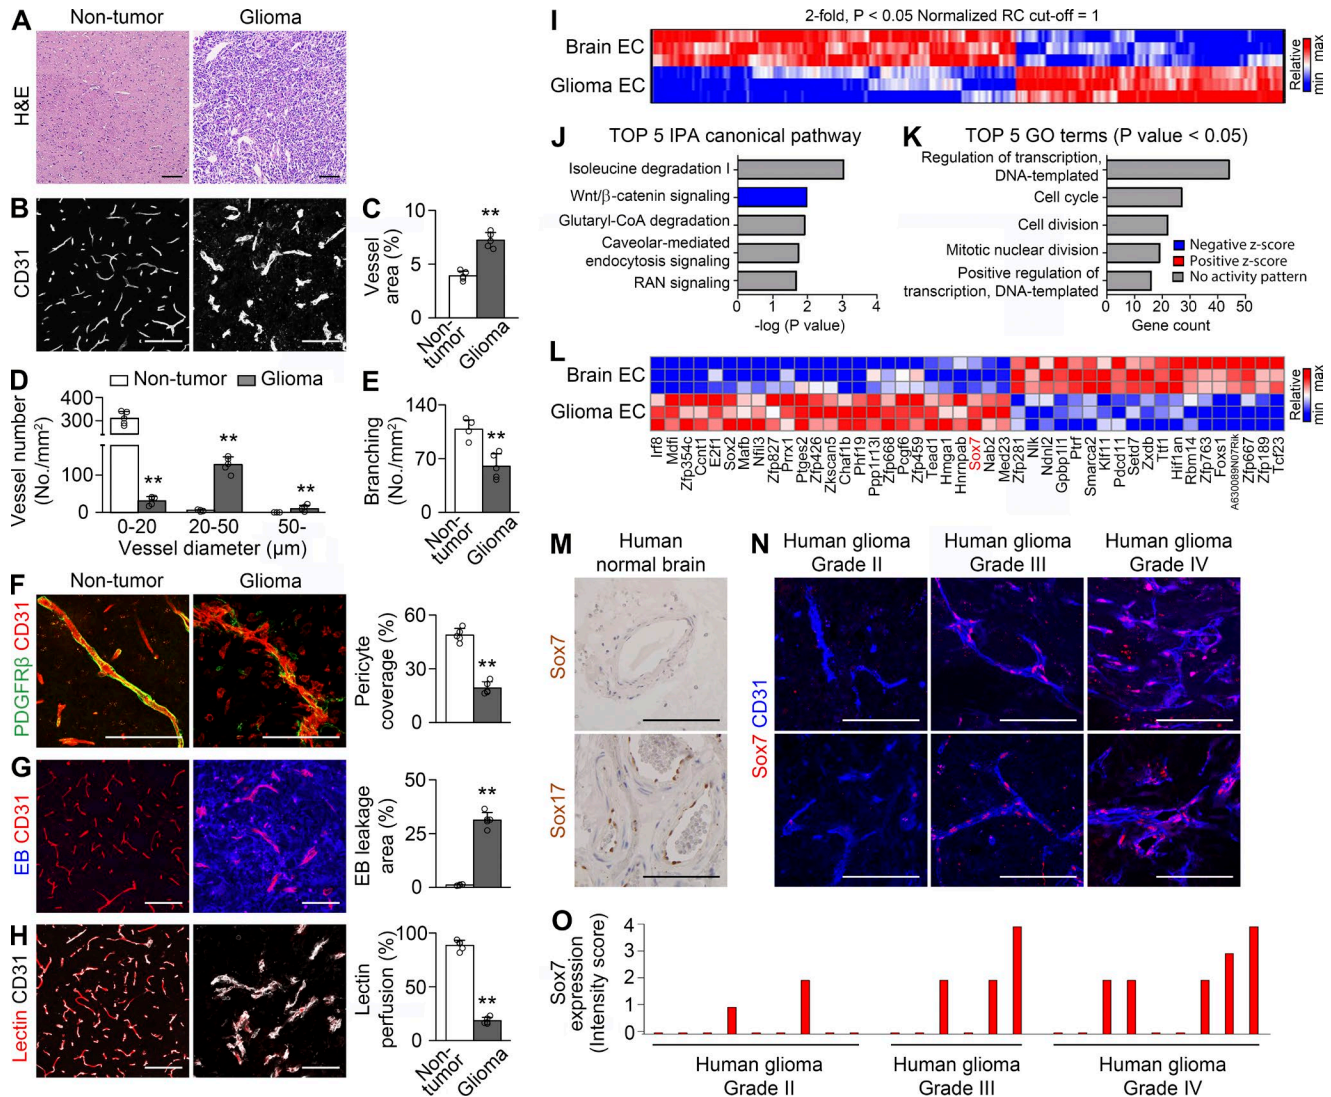 A
Non-tumor
Glioma
H&E
B
CD31
C
Vessel
area (%)
10
5
0
**
Non-
tumor
Glioma
D
Non-tumor
Glioma
Vessel number
(No./mm2)
400
300
100
0
**
**
**
0-20
20-50
50-
Vessel diameter (µm)
E
Branching
(No./mm2)
140
70
0
**
Non-
tumor
Glioma
F
Non-tumor
Glioma
PDGFRβ CD31
Pericyte
coverage (%)
60
30
0
**
G
EB CD31
EB leakage
area (%)
50
25
0
**
H
Lectin CD31
Lectin
perfusion (%)
100
50
0
**
Non-
tumor
Glioma
I
2-fold, P < 0.05 Normalized RC cut-off = 1
Brain EC
Glioma EC
Relative
min max
J
TOP 5 IPA canonical pathway
Isoleucine degradation I
Wnt/β-catenin signaling
Glutaryl-CoA degradation
Caveolar-mediated
endocytosis signaling
RAN signaling
0 1 2 3 4
-log (P value)
K
TOP 5 GO terms (P value < 0.05)
Regulation of transcription,
DNA-templated
Cell cycle
Cell division
Mitotic nuclear division
Positive regulation of
transcription, DNA-templated
Negative z-score
Positive z-score
No activity pattern
0 10 20 30 40 50
Gene count
L
Brain EC
Glioma EC
Relative
min max
Irf8
Mdfi
Zfp354c
Ccnt1
E2f1
Sox2
Mafb
Nfil3
Zfp827
Prrx1
Ptges2
Zfp426
Zkscan5
Chaf1b
Phf19
Ppp1r13l
Zfp668
Pcgf6
Zfp459
Tead1
Hmga1
Hnrnpab
Sox7
Nab2
Med23
Zfp281
Nlk
Ndnl2
Gpbp1l1
Ptrf
Smarca2
Klf11
Pdcd11
Setd7
Zxdb
Ttf1
Hif1an
Rbm14
Zfp763
Foxs1
A630089N07Rik
Zfp667
Zfp189
Tcf23
M
Human
normal brain
Sox7
Sox17
N
Human glioma
Grade II
Human glioma
Grade III
Human glioma
Grade IV
Sox7 CD31
O
Sox7
expression
(Intensity score)
4
3
2
1
0
Human glioma
Grade II
Human glioma
Grade III
Human glioma
Grade IV